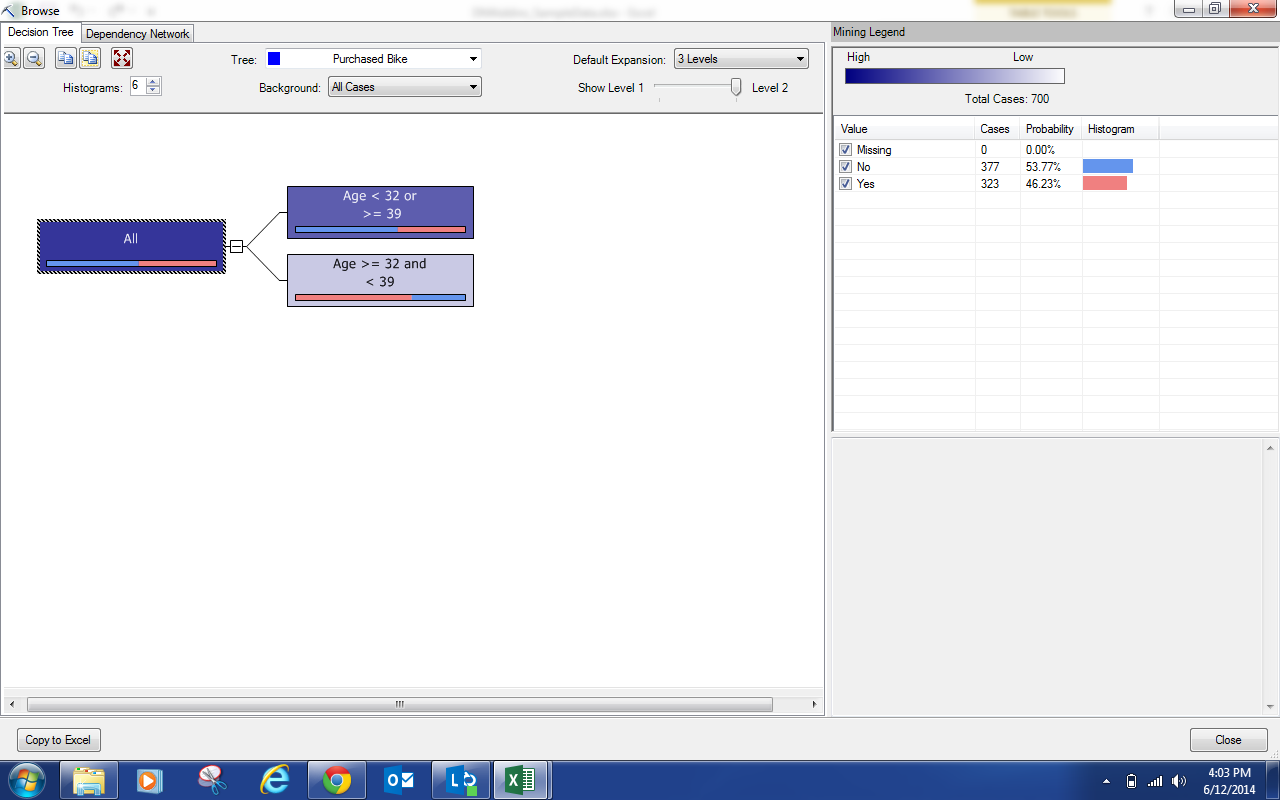 Browse
Decision Tree
Dependency Network
Tree:
Purchased Bike
Default Expansion:
3 Levels
Histograms:
6
Background:
All Cases
Show Level 1
Level 2
All
Age < 32 or
>= 39
Age >= 32 and
< 39
Mining Legend
High
Low
Total Cases: 700
Value Cases Probability Histogram
Missing 0 0.00%
No 377 53.77%
Yes 323 46.23%
Copy to Excel
Close
4:03 PM
6/12/2014